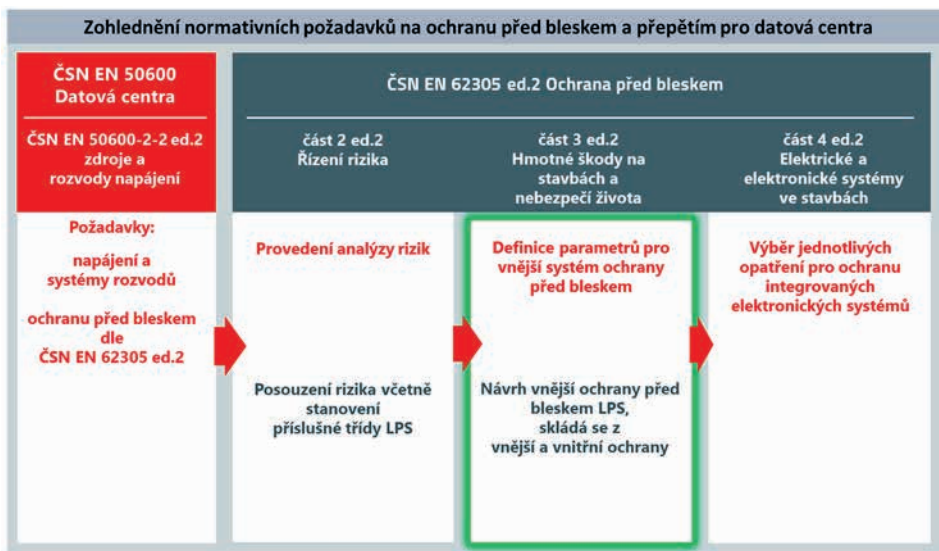 Zohlednění normativních požadavků na ochranu před bleskem a přepětím pro datová centra
ČSN EN 50600
Datová centra
ČSN EN 50600-2-2 ed.2
zdroje a
rozvody napájení
Požadavky:
napájení a
systémy rozvodů
ochranu před bleskem
dle
ČSN EN 62305 ed.2
ČSN EN 62305 ed.2 Ochrana před bleskem
část 2 ed.2
Řízení rizika
Provedení analýzy rizik
Posouzení rizika včetně
stanovení
příslušné třídy LPS
část 3 ed.2
Hmotné škody na
stavbách a
nebezpečí života
Definice parametrů pro
vnější systém ochrany
před bleskem
Návrh vnější ochrany před
bleskem LPS,
skládá se z
vnější a vnitřní ochrany
část 4 ed.2
Elektrické a
elektronické systémy
ve stavbách
Výběr jednotlivých
opatření pro ochranu
integrovaných
elektronických systémů